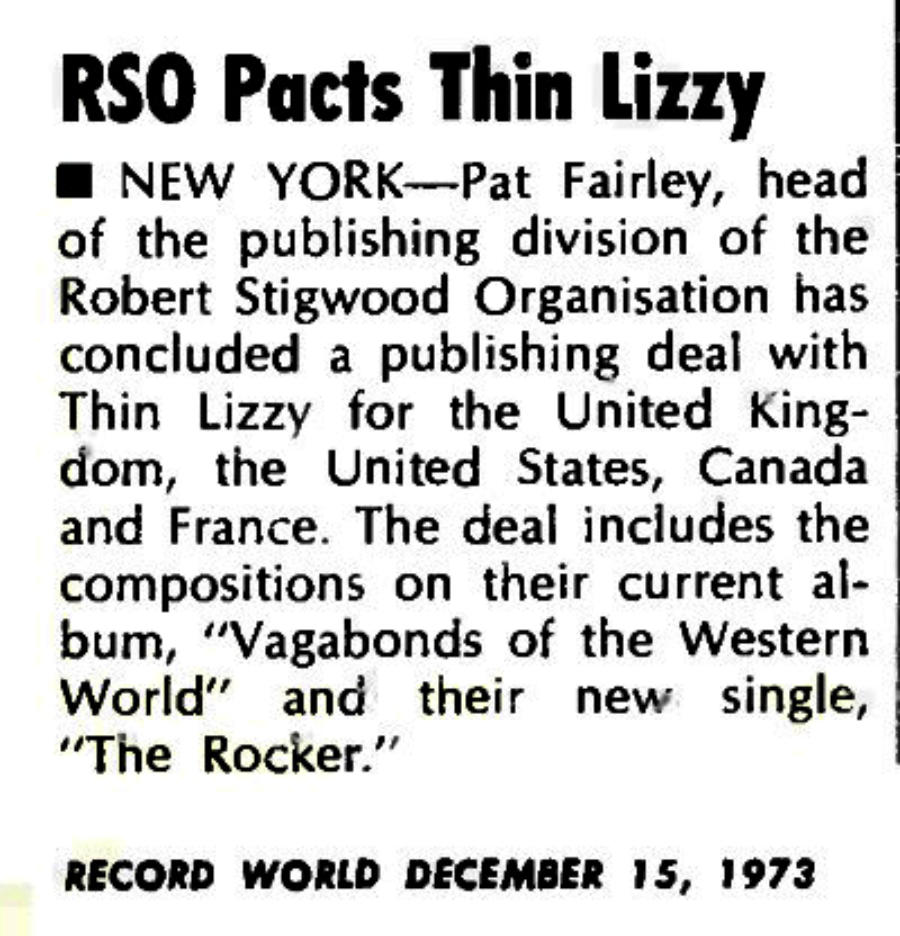 RSO Pacts Thin Lizzy
■ NEW YORK—Pat Fairley, head
of the publishing division of the
Robert Stigwood Organisation has
concluded a publishing deal with
Thin Lizzy for the United King-
dom, the United States, Canada
and France. The deal includes the
compositions on their current al-
bum, "Vagabonds of the Western
World" and their new single,
"The Rocker."
RECORD WORLD DECEMBER 15, 1973